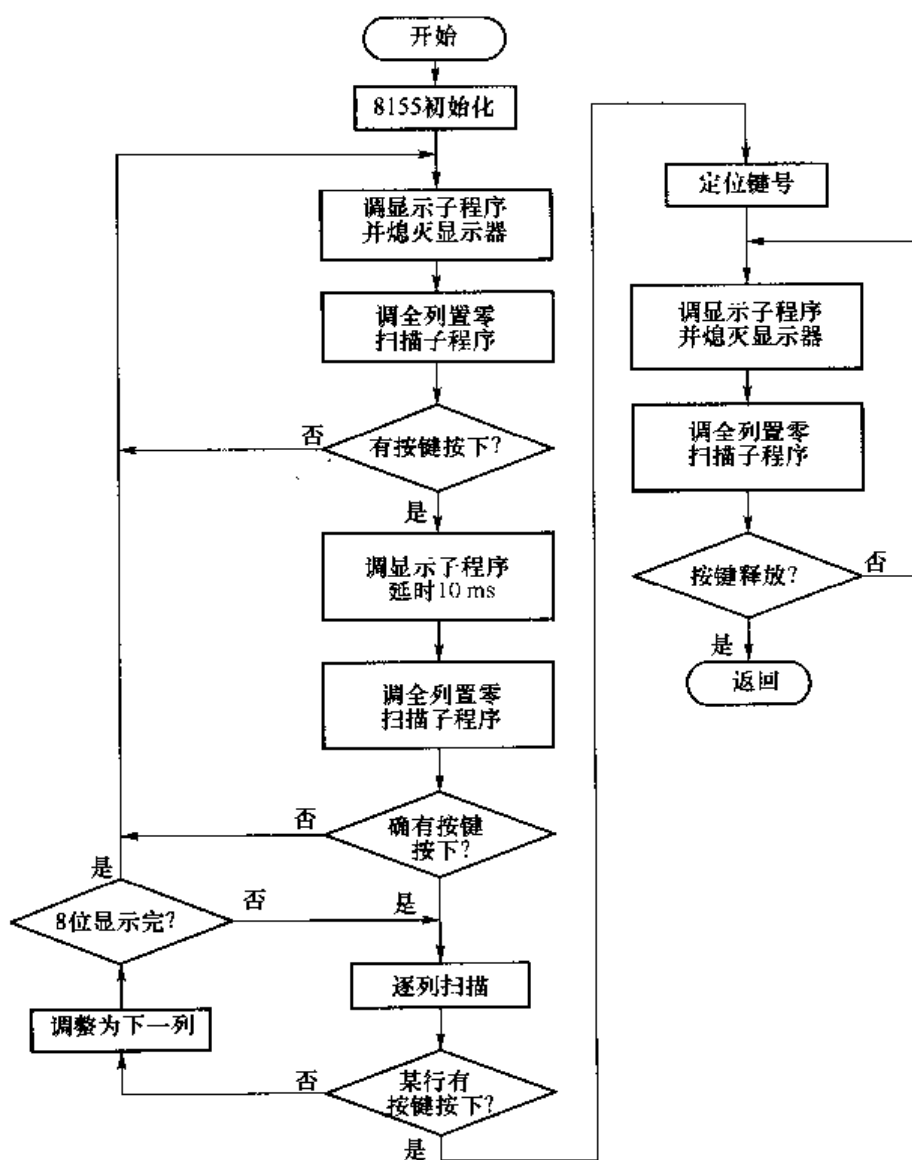 开始
8155初始化
调显示子程序
并熄灭显示器
调全列置零
扫描子程序
否
有按键按下?
是
调显示子程序
延时10 ms
调全列置零
扫描子程序
否
确有按键
按下?
是
是
8位显示完?
否
逐列扫描
调整为下一列
否
某行有
按键按下?
是
定位键号
调显示子程序
并熄灭显示器
调全列置零
扫描子程序
按键释放?
否
是
返回